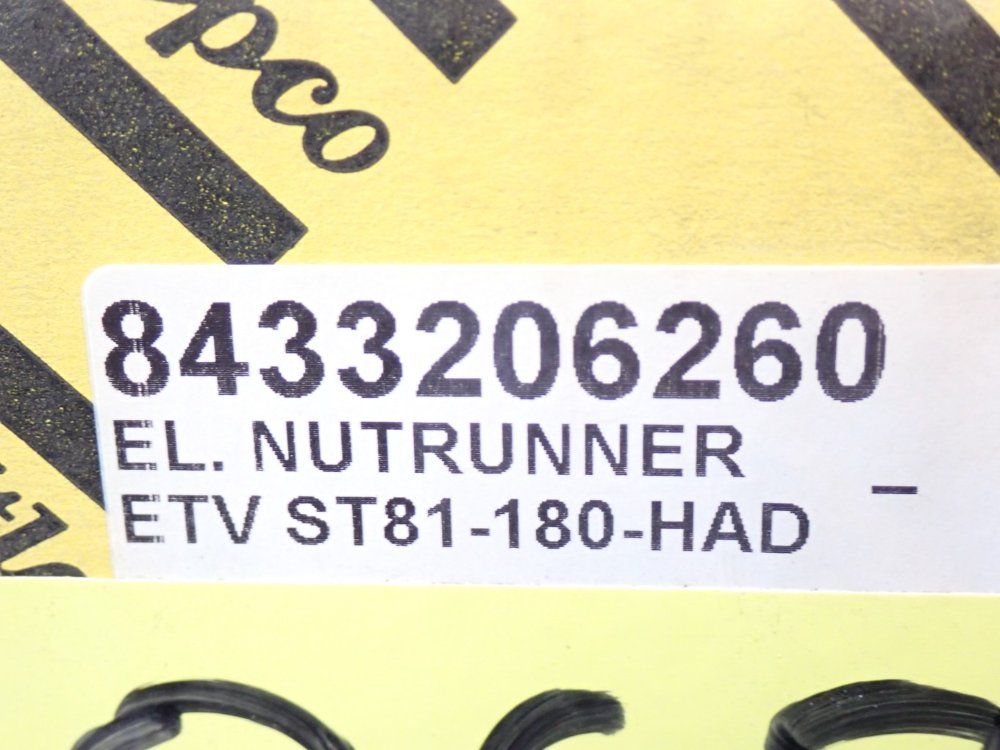 pco
8433206260
EL. NUTRUNNER
ETV ST81-180-HAD